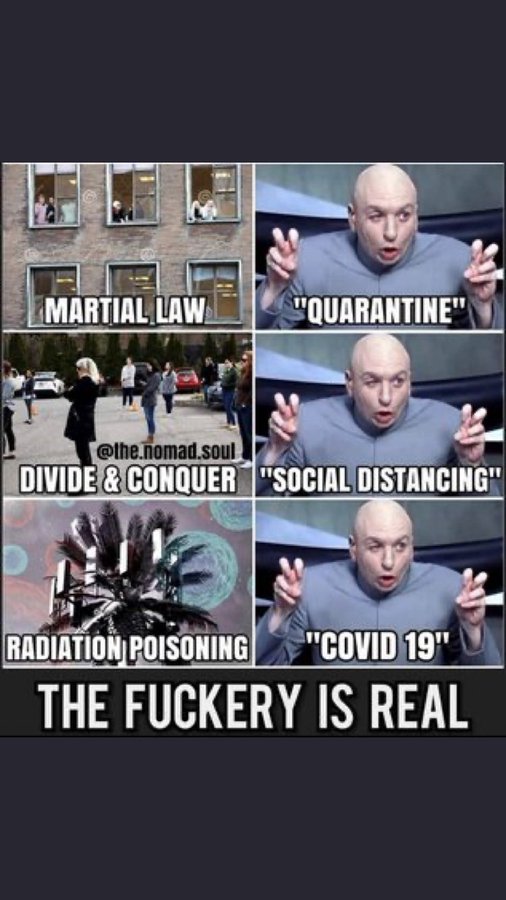 MARTIAL LAW
"QUARANTINE"
@the.nomad.soul
DIVIDE & CONQUER
"SOCIAL DISTANCING"
RADIATION POISONING
"COVID 19"
THE FUCKERY IS REAL